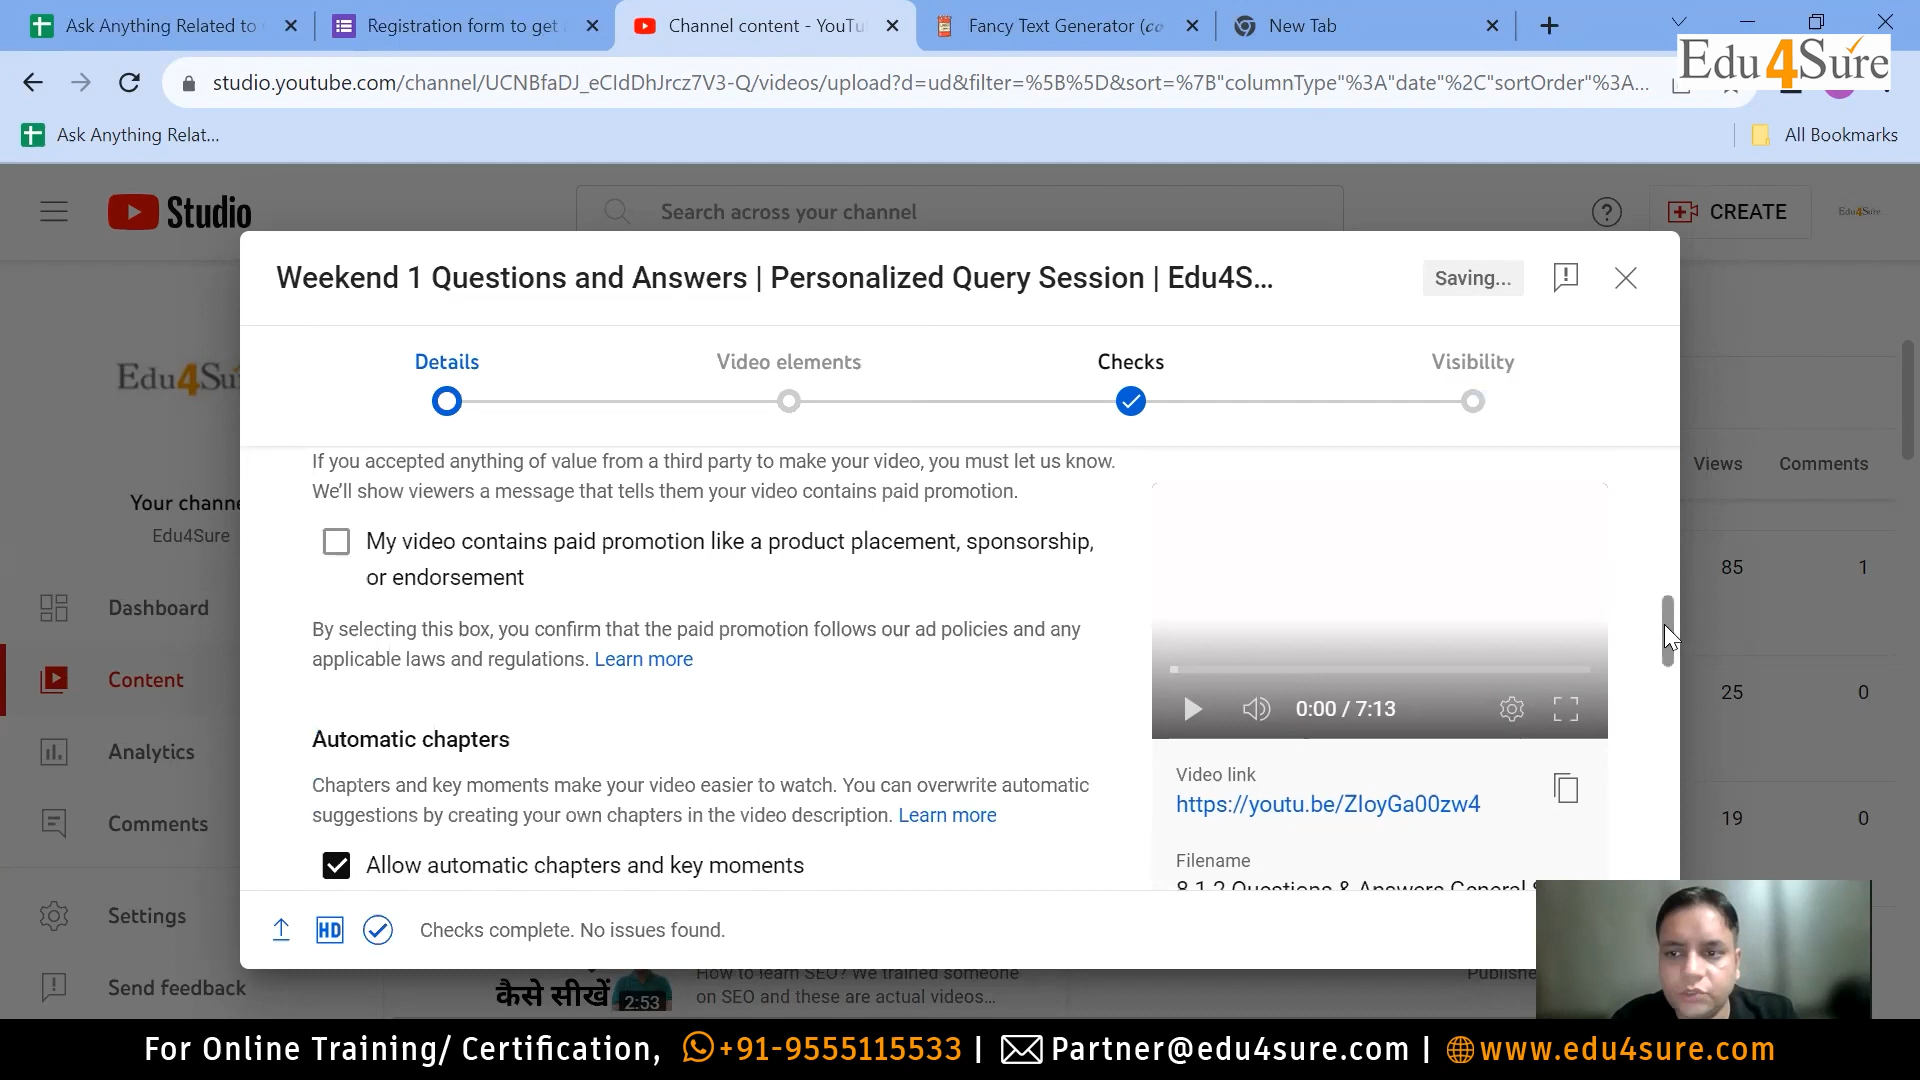 Ask Anything Related to
Registration form to get
Channel content - YouTu
Fancy Text Generator (co
New Tab
Edu4Sure
studio.youtube.com/channel/UCNBfaDJ_eCIdDhJrcz7V3-Q/videos/upload?d=ud&filter=%5B%5D&sort=%7B"columnType"%3A"date"%2C"sortOrder"%3A...
Ask Anything Relat...
All Bookmarks
Studio
Search across your channel
CREATE
Edu4Sure
Weekend 1 Questions and Answers | Personalized Query Session | Edu4S...
Saving...
Details
Video elements
Checks
Visibility
Edu4Su
Your channe
Edu4Sure
Dashboard
Content
Analytics
Comments
Settings
Send feedback
If you accepted anything of value from a third party to make your video, you must let us know.
We'll show viewers a message that tells them your video contains paid promotion.
My video contains paid promotion like a product placement, sponsorship,
or endorsement
By selecting this box, you confirm that the paid promotion follows our ad policies and any
applicable laws and regulations. Learn more
Automatic chapters
Chapters and key moments make your video easier to watch. You can overwrite automatic
suggestions by creating your own chapters in the video description. Learn more
Allow automatic chapters and key moments
0:00 / 7:13
Video link
https://youtu.be/ZIoyGa00zw4
Filename
8.1.2 Questions & Answers General
Views
Comments
85
1
25
0
19
0
HD
Checks complete. No issues found.
कैसे सीखें
2:53
How to learn SEO? We trained someone
on SEO and these are actual videos...
Publishe
For Online Training/ Certification, +91-9555115533 | Partner@edu4sure.com | www.edu4sure.com